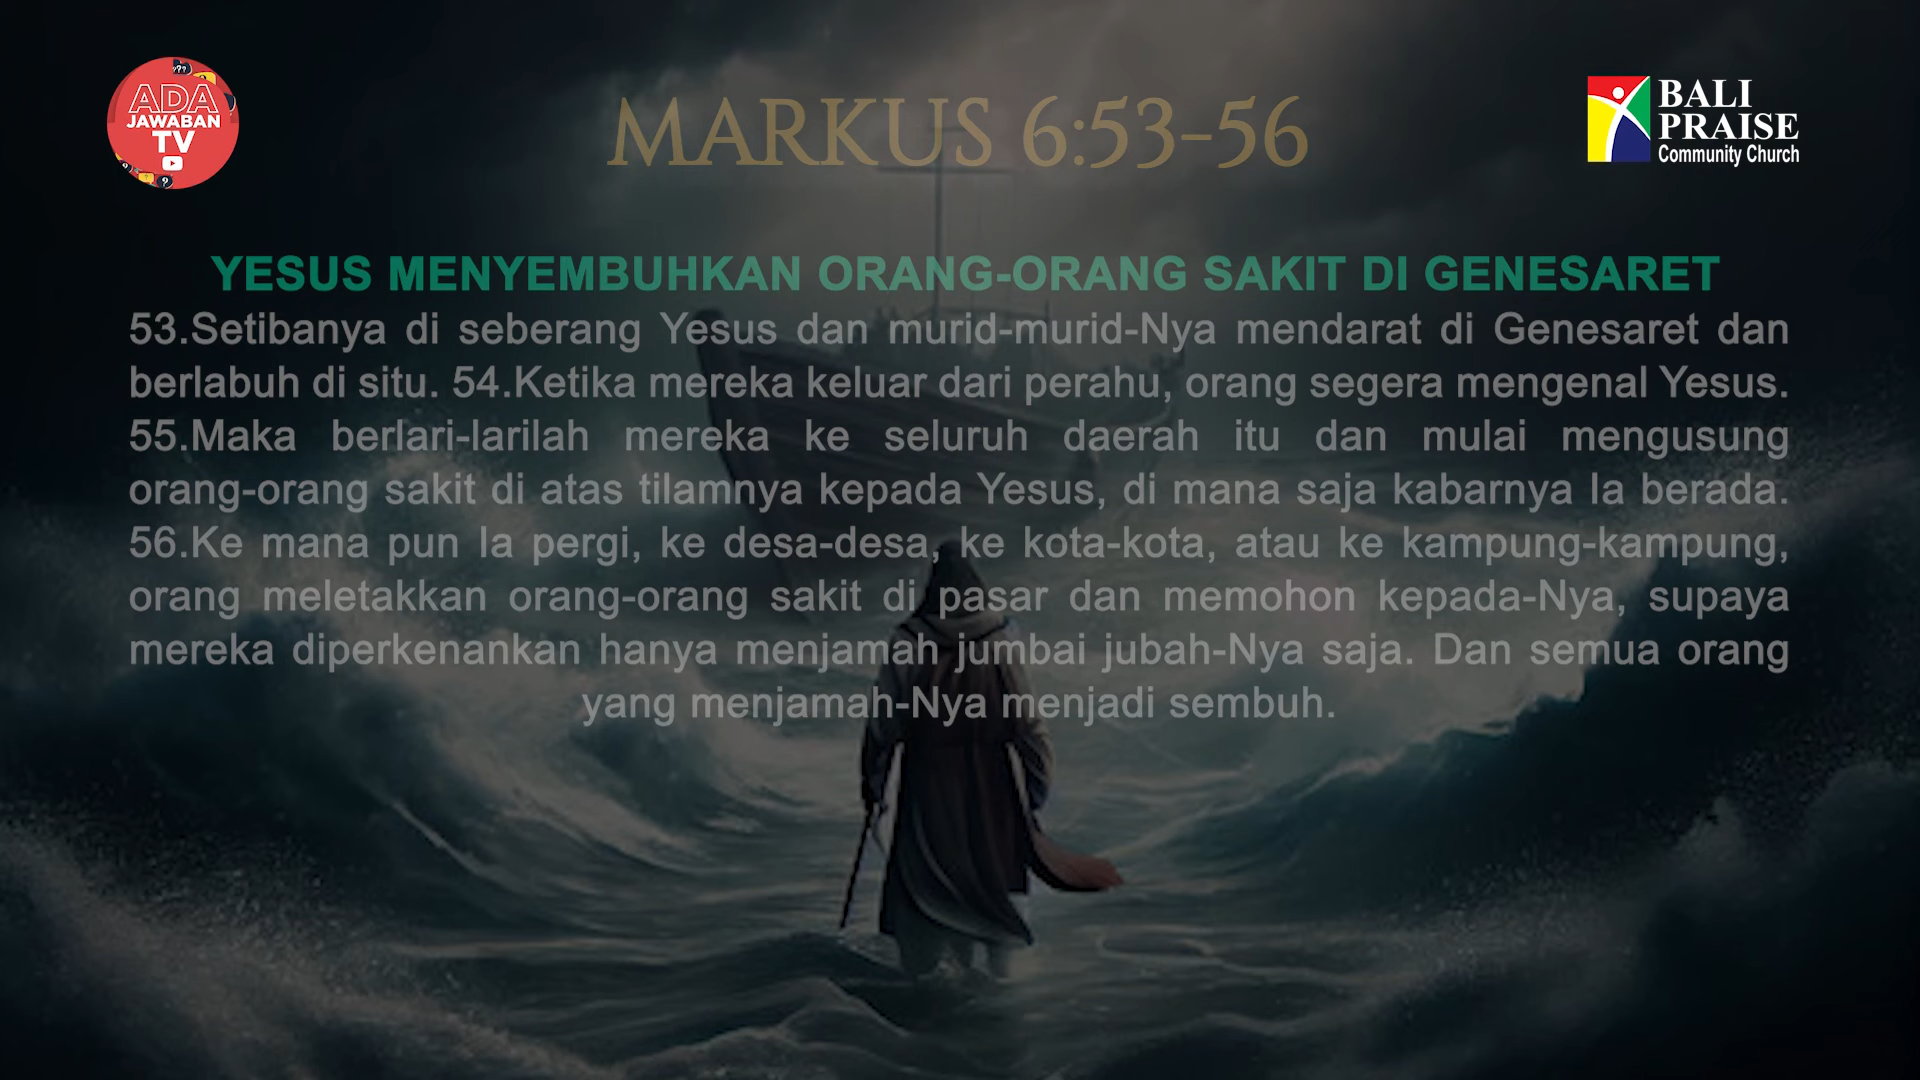 ADA
JAWABAN
TV
BALI
PRAISE
Community Church
MARKUS 6:53-56
YESUS MENYEMBUHKAN ORANG-ORANG SAKIT DI GENESARET
53.Setibanya di seberang Yesus dan murid-murid-Nya mendarat di Genesaret dan
berlabuh di situ. 54.Ketika mereka keluar dari perahu, orang segera mengenal Yesus.
55.Maka berlari-larilah mereka ke seluruh daerah itu dan mulai mengusung
orang-orang sakit di atas tilamnya kepada Yesus, di mana saja kabarnya Ia berada.
56.Ke mana pun Ia pergi, ke desa-desa, ke kota-kota, atau ke kampung-kampung,
orang meletakkan orang-orang sakit di pasar dan memohon kepada-Nya, supaya
mereka diperkenankan hanya menjamah jumbai jubah-Nya saja. Dan semua orang
yang menjamah-Nya menjadi sembuh.